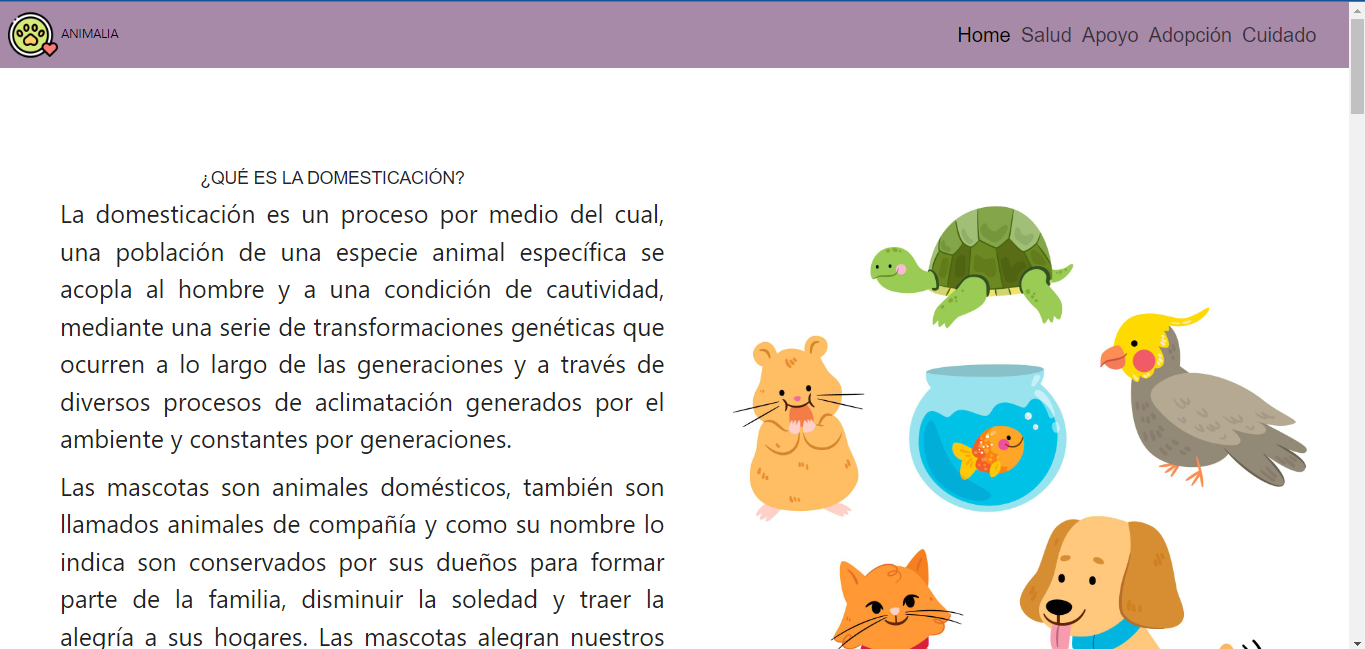 ANIMALIA
Home Salud Apoyo Adopción Cuidado
¿QUÉ ES LA DOMESTICACIÓN?
La domesticación es un proceso por medio del cual,
una población de una especie animal específica se
acopla al hombre y a una condición de cautividad,
mediante una serie de transformaciones genéticas que
ocurren a lo largo de las generaciones y a través de
diversos procesos de aclimatación generados por el
ambiente y constantes por generaciones.
Las mascotas son animales domésticos, también son
llamados animales de compañía y como su nombre lo
indica son conservados por sus dueños para formar
parte de la familia, disminuir la soledad y traer la
alegría a sus hogares. Las mascotas alegran nuestros